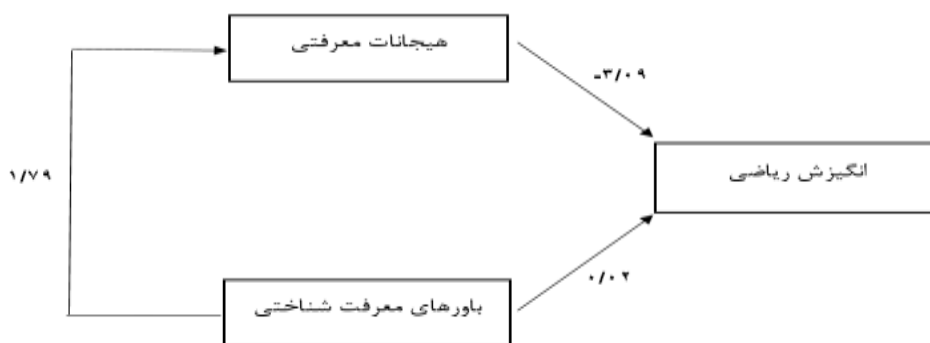 هیجانات معرفتی
-۳/۰۹
۱/۷۹
انگیزش ریاضی
۰/۰۲
باورهای معرفت شناختی